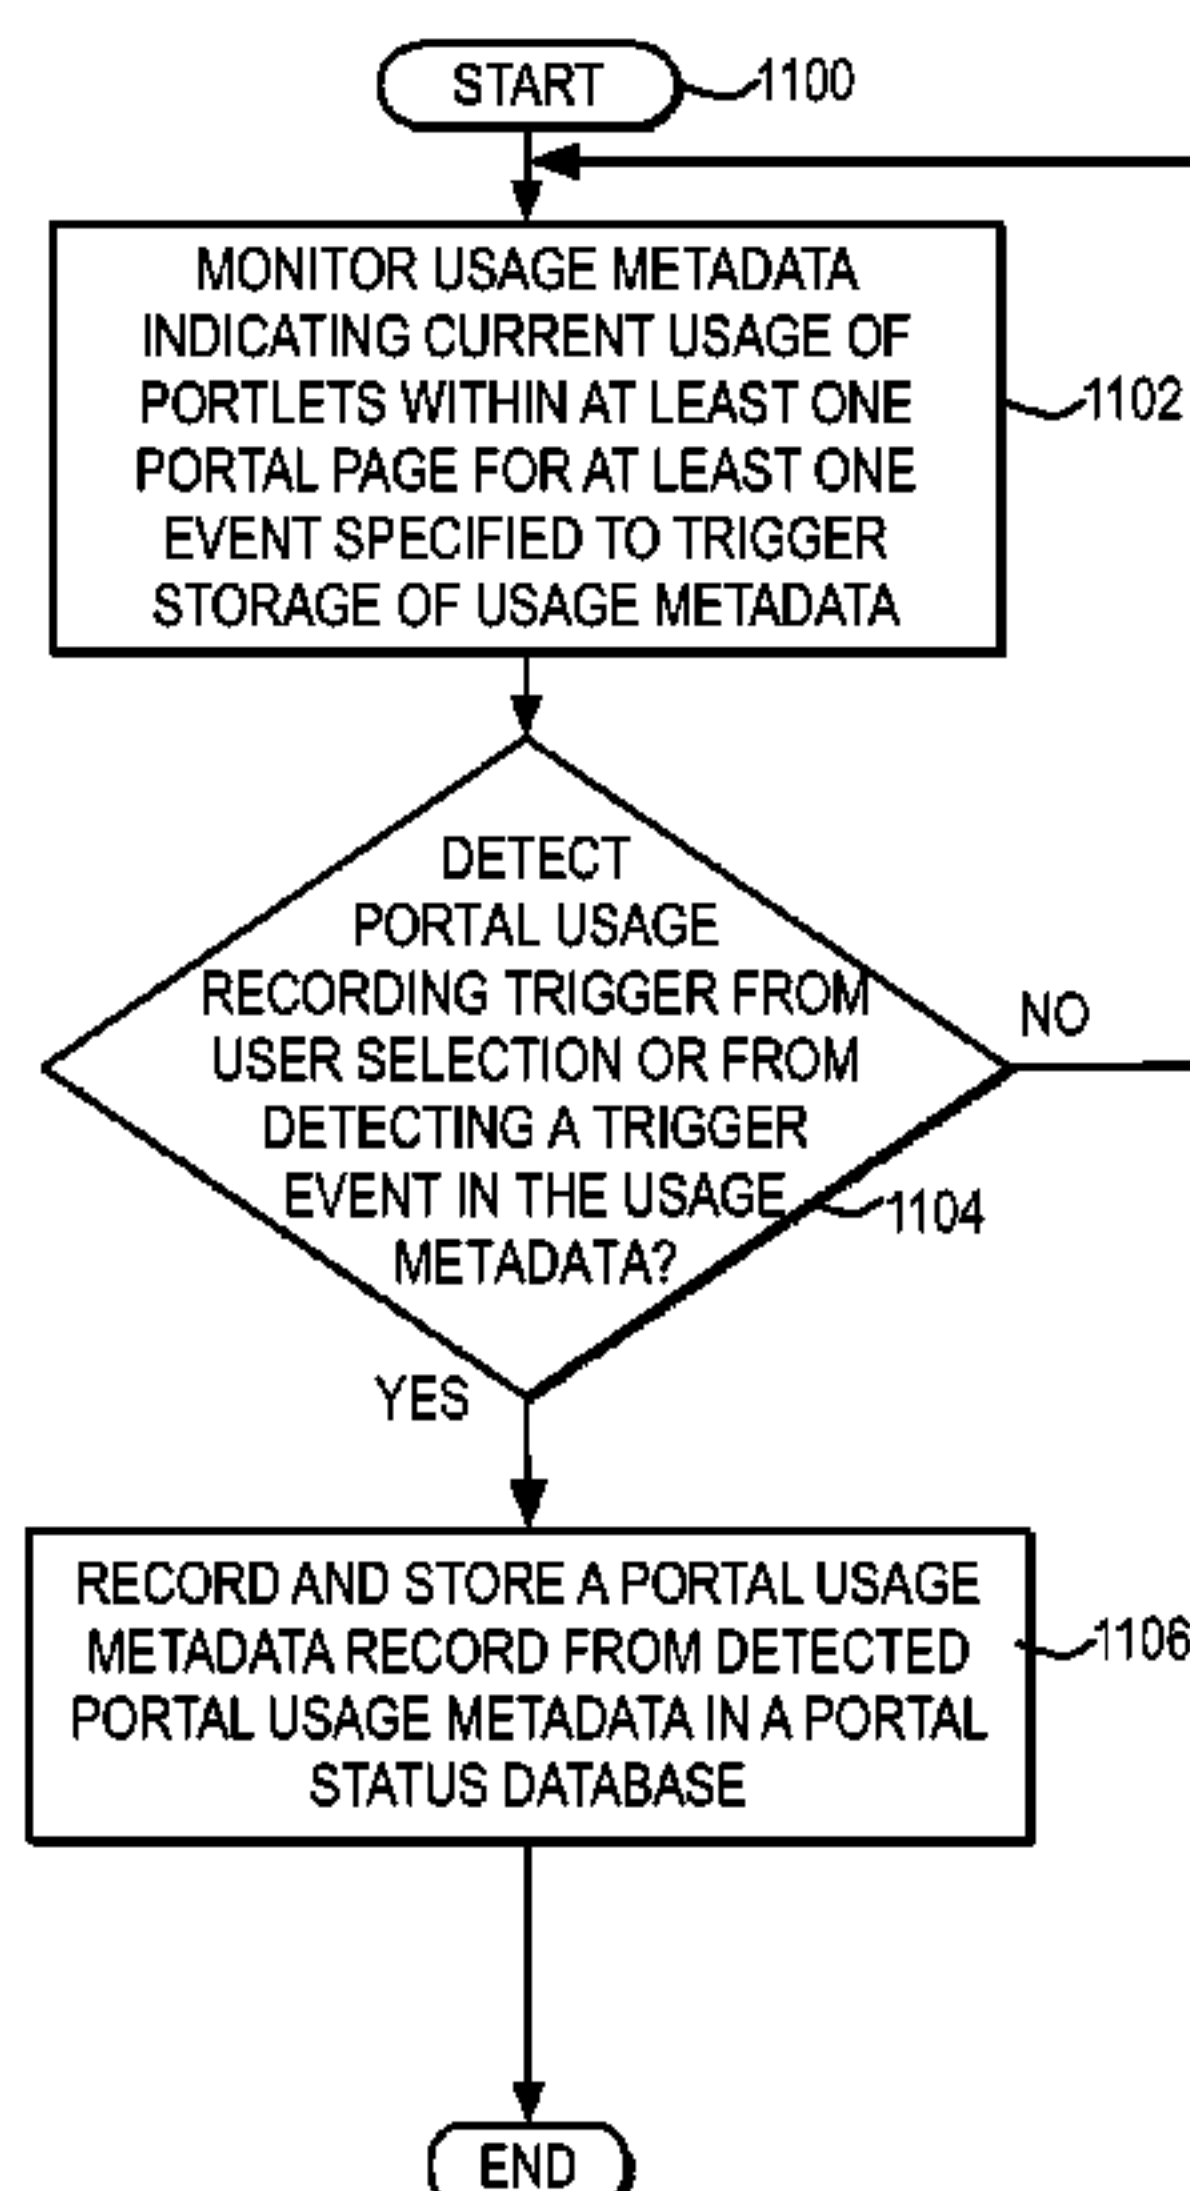 START
1100
MONITOR USAGE METADATA
INDICATING CURRENT USAGE OF
PORTLETS WITHIN AT LEAST ONE
PORTAL PAGE FOR AT LEAST ONE
EVENT SPECIFIED TO TRIGGER
STORAGE OF USAGE METADATA
1102
DETECT
PORTAL USAGE
RECORDING TRIGGER FROM
USER SELECTION OR FROM
DETECTING A TRIGGER
EVENT IN THE USAGE
METADATA?
NO
1104
YES
RECORD AND STORE A PORTAL USAGE
METADATA RECORD FROM DETECTED
PORTAL USAGE METADATA IN A PORTAL
STATUS DATABASE
1106
END